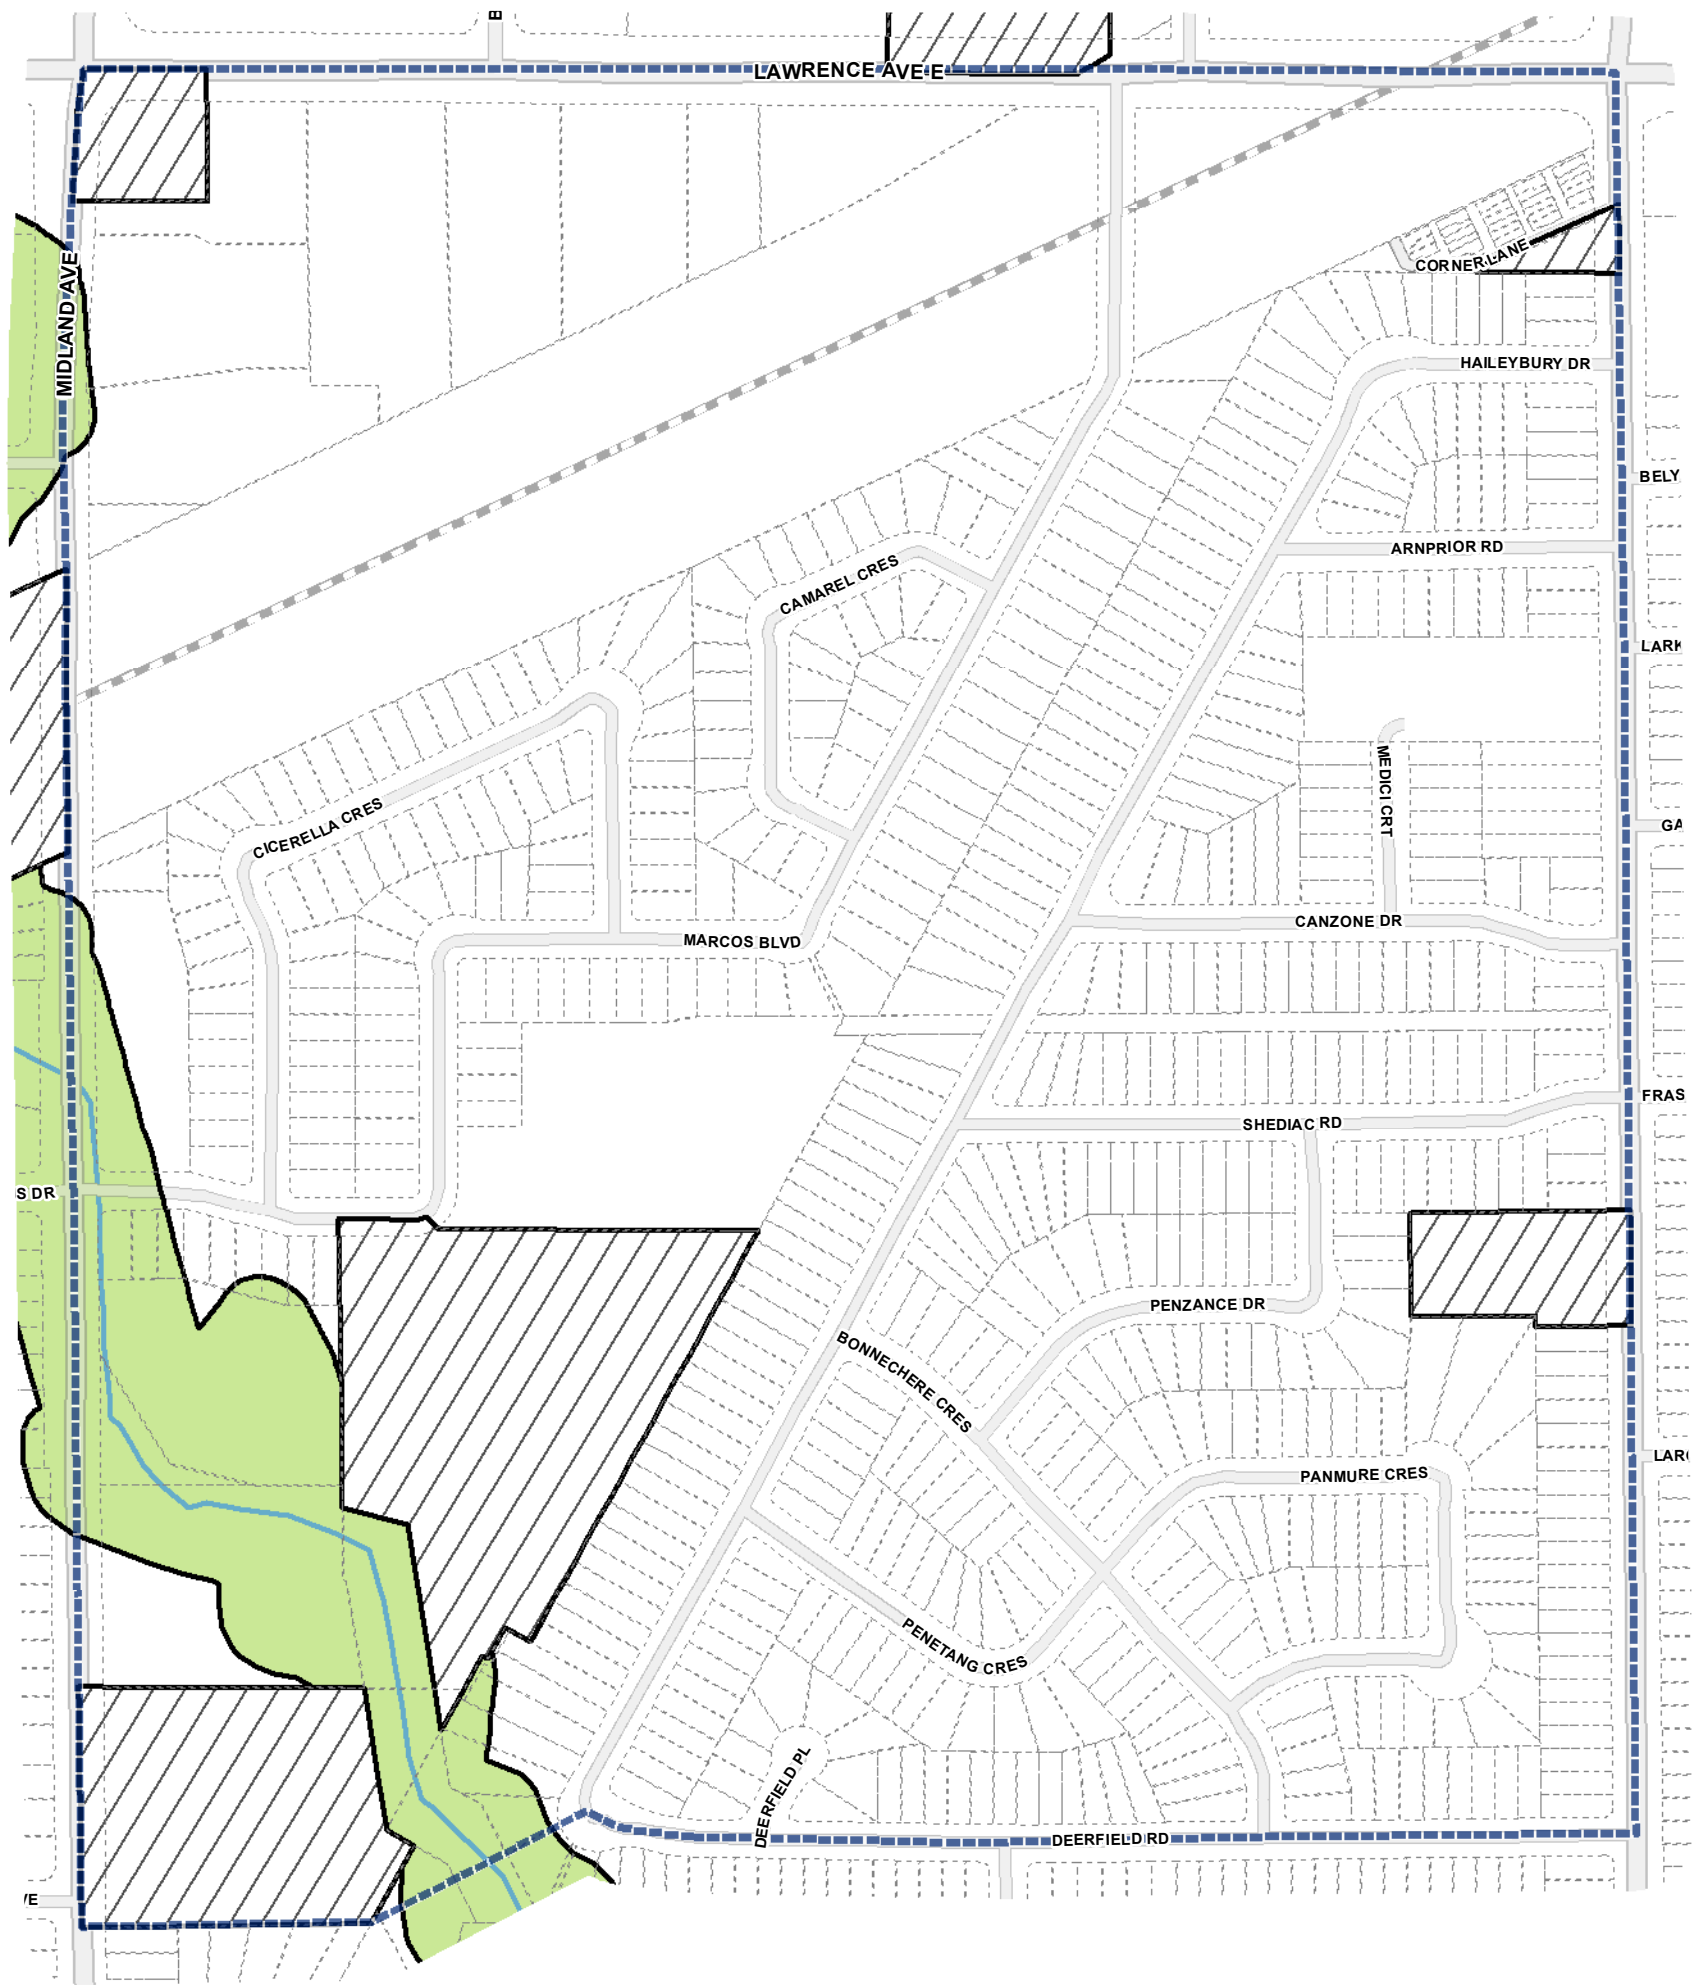 B
LAWRENCE AVE E
MIDLAND AVE
CORNER LANE
HAILEYBURY DR
BELY
ARNPRIOR RD
CAMAREL CRES
LARK
MEDICI CRT
CICERELLA CRES
GA
CANZONE DR
MARCOS BLVD
FRAS
SHEDIAC RD
S DR
PENZANCE DR
BONNECHERE CRES
LAR
PANMURE CRES
PENETANG CRES
DEERFIELD PL
DEERFIELD RD
VE